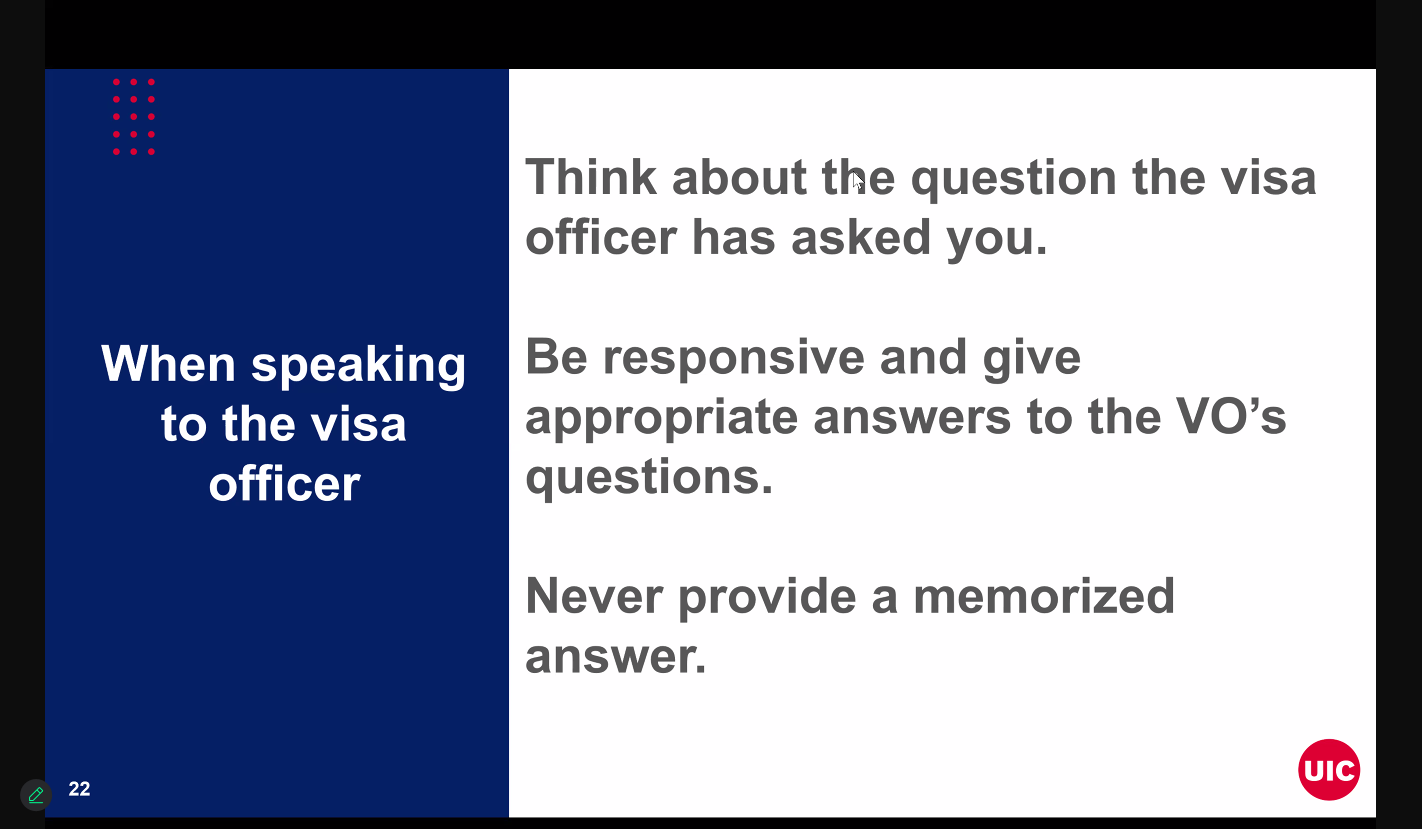 When speaking
to the visa
officer
Think about the question the visa
officer has asked you.
Be responsive and give
appropriate answers to the VO’s
questions.
Never provide a memorized
answer.
22
UIC